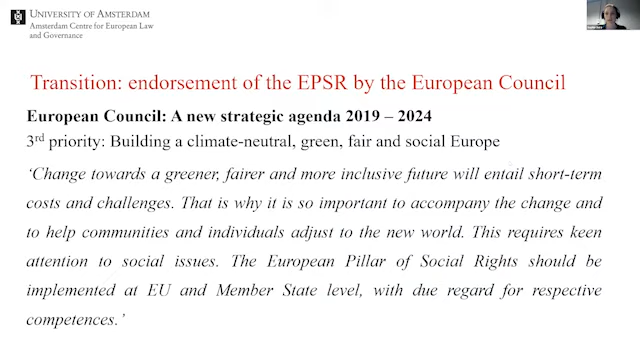 UNIVERSITY OF AMSTERDAM
Amsterdam Centre for European Law
and Governance
Transition: endorsement of the EPSR by the European Council
European Council: A new strategic agenda 2019 – 2024
3rd priority: Building a climate-neutral, green, fair and social Europe
‘Change towards a greener, fairer and more inclusive future will entail short-term
costs and challenges. That is why it is so important to accompany the change and
to help communities and individuals adjust to the new world. This requires keen
attention to social issues. The European Pillar of Social Rights should be
implemented at EU and Member State level, with due regard for respective
competences.’